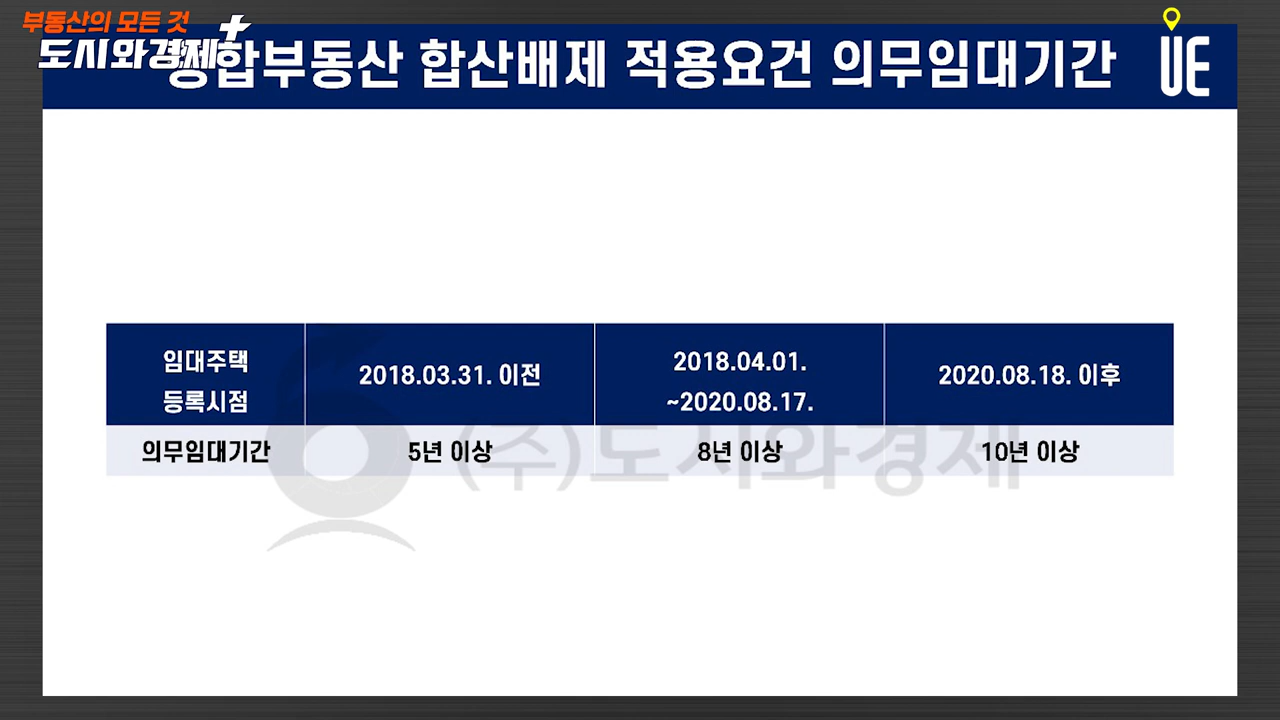 부동산의 모든 것
도시와경제+
종합부동산 합산배제 적용요건 의무임대기간
UE
임대주택
등록시점
2018.03.31. 이전
2018.04.01.
~2020.08.17.
2020.08.18. 이후
의무임대기간
5년 이상
8년 이상
10년 이상
(주)도시와경제